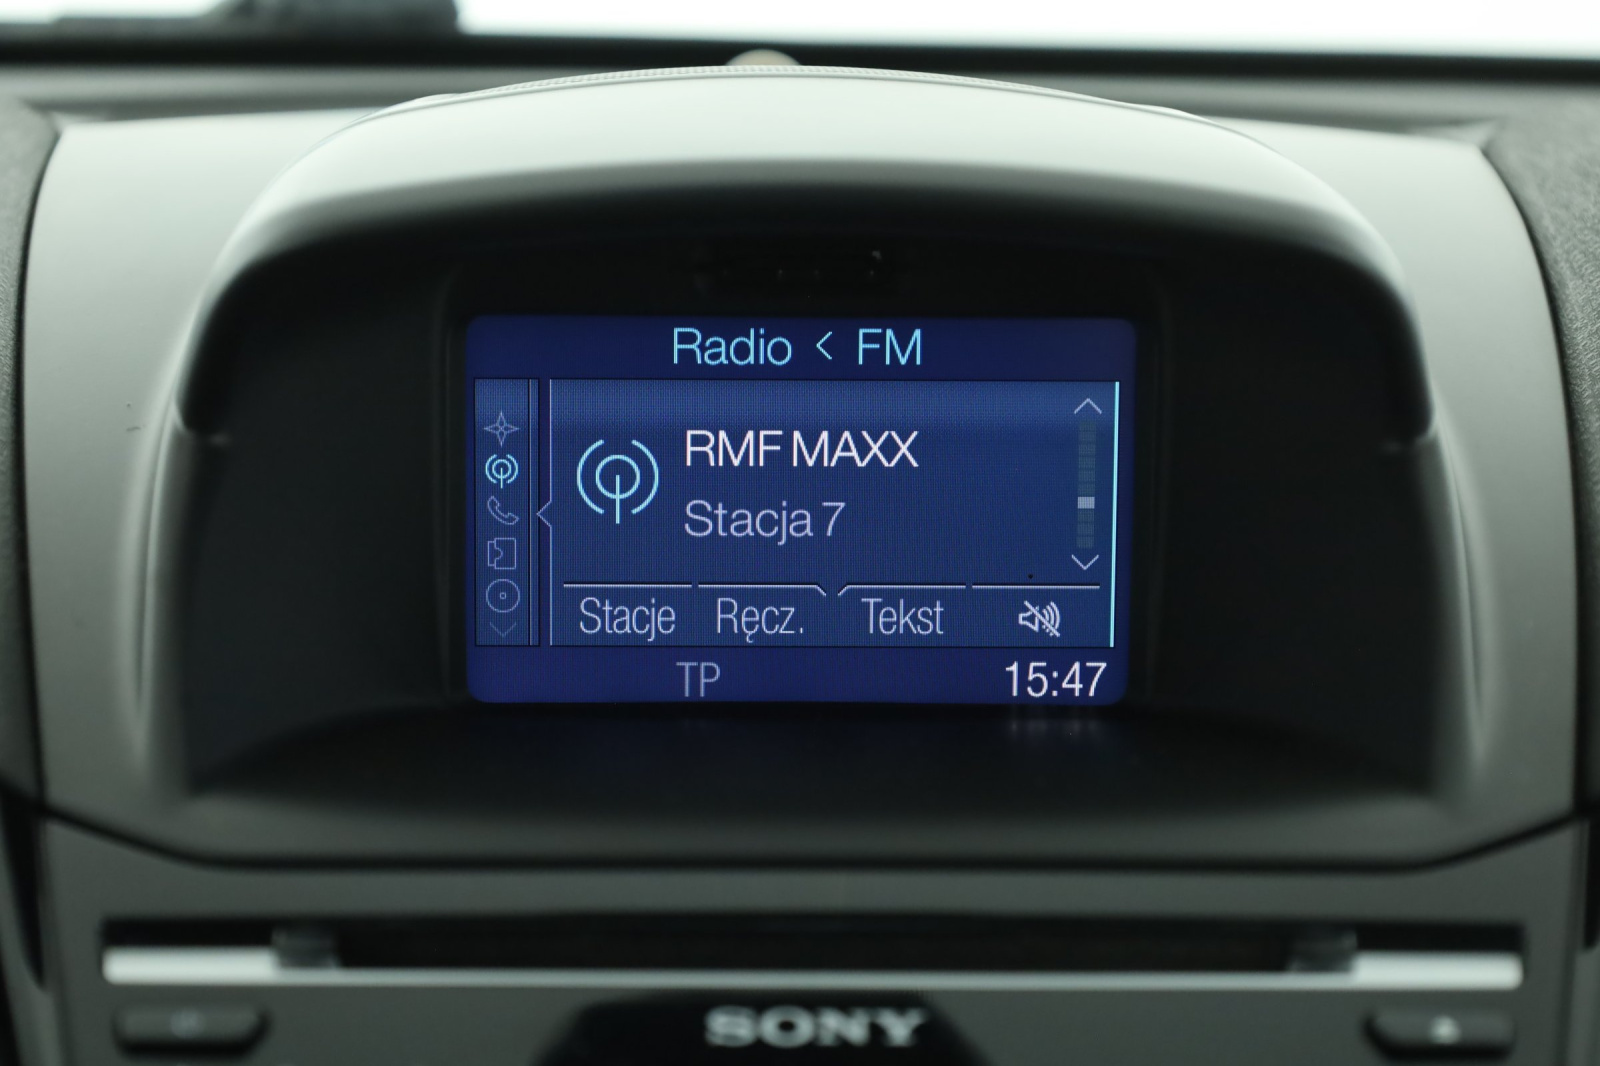 Radio < FM
RMF MAXX
Stacja 7
Stacje Ręcz. Tekst
TP 15:47
SONY